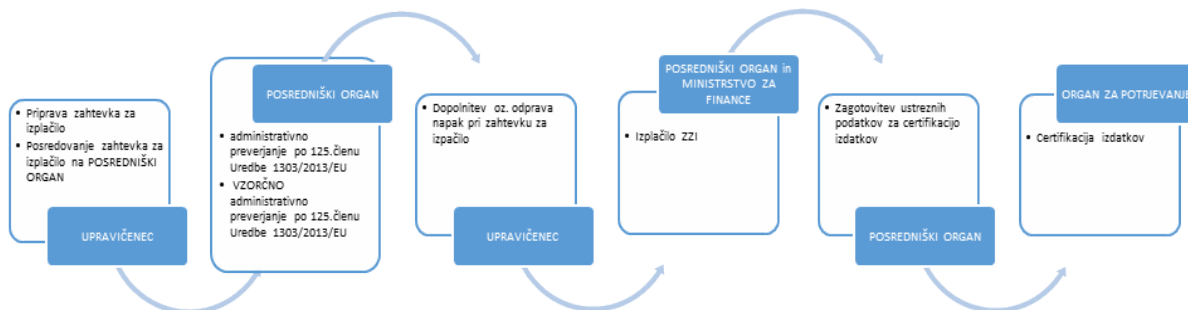 ▪ Priprava zahtevka za
izplačilo
▪ Posredovanje zahtevka za
izplačilo na POSREDNIŠKI
ORGAN
UPRAVIČENEC
POSREDNIŠKI ORGAN
▪ administrativno
preverjanje po 125.členu
Uredbe 1303/2013/EU
▪ VZORČNO
administrativno
preverjanje po 125.členu
Uredbe 1303/2013/EU
▪ Dopolnitev oz. odprava
napak pri zahtevku za
izpačilo
UPRAVIČENEC
POSREDNIŠKI ORGAN in
MINISTRSTVO ZA
FINANCE
▪ Izplačilo ZZI
▪ Zagotovitev ustreznih
podatkov za certifikacijo
izdatkov
POSREDNIŠKI ORGAN
ORGAN ZA POTRJEVANJE
▪ Certifikacija izdatkov